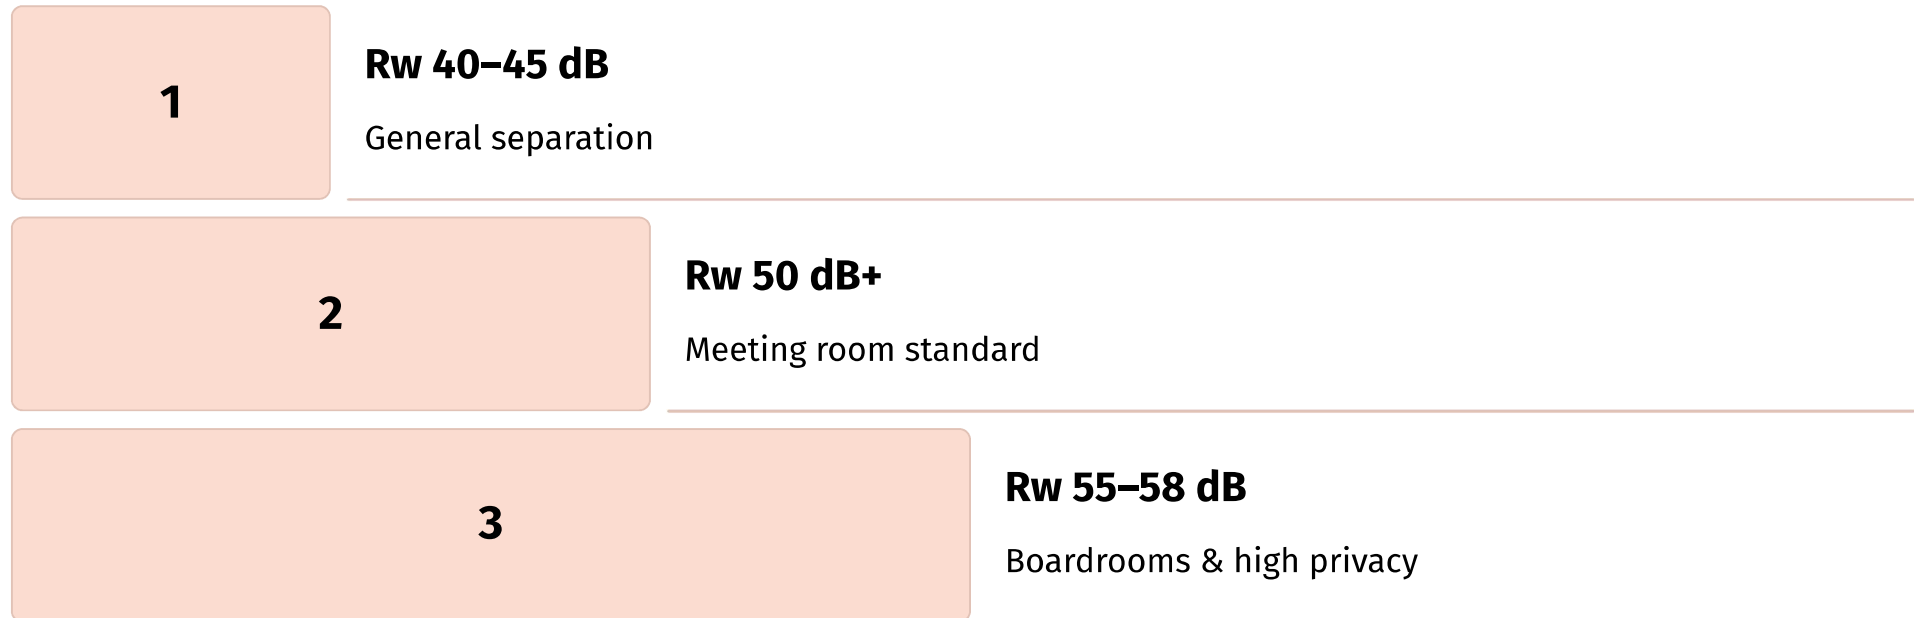 1
Rw 40–45 dB
General separation
2
Rw 50 dB+
Meeting room standard
3
Rw 55–58 dB
Boardrooms & high privacy